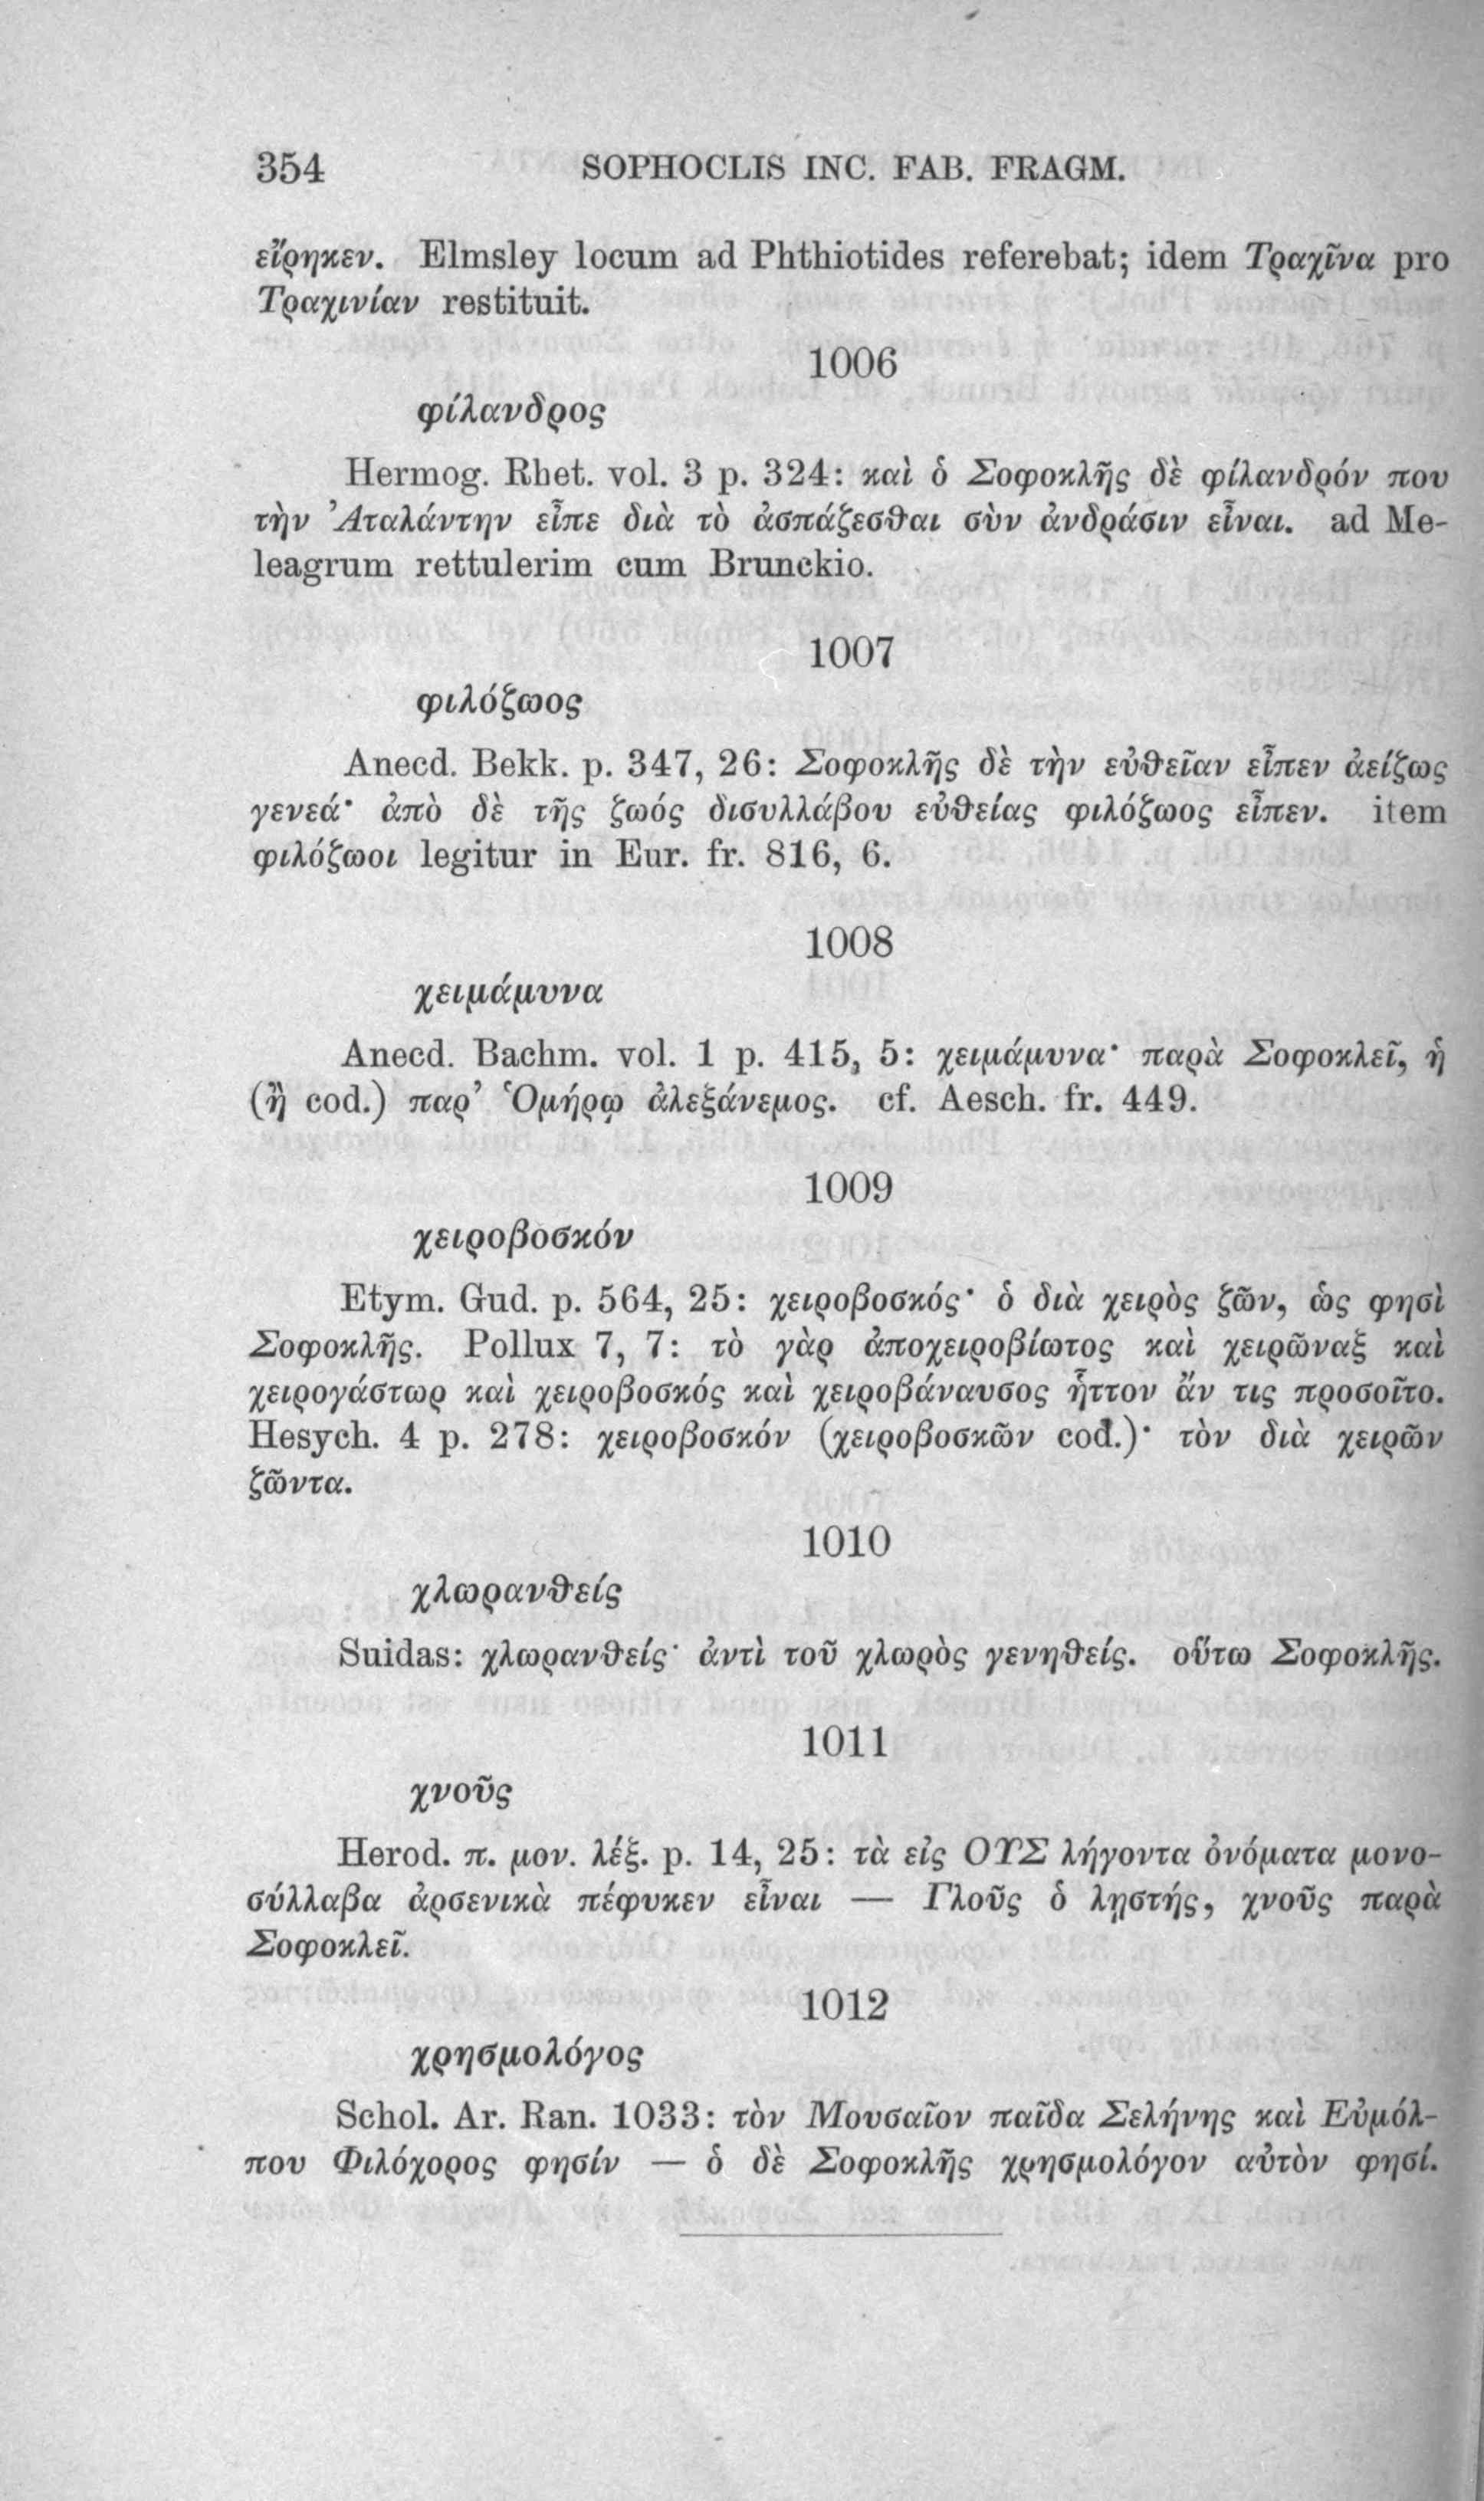 354 SOPHOCLIS INC. FAB. FRAGM.
εἴρηκεν. Elmsley locum ad Phthiotides referebat; idem Τραχῖνα pro
Τραχινίαν restituit.
1006
φίλανδρος
Hermog. Rhet. vol. 3 p. 324: καὶ ὁ Σοφοκλῆς δὲ φίλανδρόν που
τὴν Ἀταλάντην εἶπε διὰ τὸ ἀσπάζεσθαι σὺν ἀνδράσιν εἶναι. ad Me-
leagrum rettulerim cum Brunckio.
1007
φιλόζωος
Anecd. Bekk. p. 347, 26: Σοφοκλῆς δὲ τὴν εὐθεῖαν εἶπεν ἀείζως
γενεά· ἀπὸ δὲ τῆς ζωός δισυλλάβου εὐθείας φιλόζωος εἶπεν. item
φιλόζωοι legitur in Eur. fr. 816, 6.
1008
χειμάμυνα
Anecd. Bachm. vol. 1 p. 415, 5: χειμάμυνα· παρὰ Σοφοκλεῖ, ἡ
(ἢ cod.) παρ’ Ὁμήρῳ ἀλεξάνεμος. cf. Aesch. fr. 449.
1009
χειροβοσκόν
Etym. Gud. p. 564, 25: χειροβοσκός· ὁ διὰ χειρὸς ζῶν, ὡς φησὶ
Σοφοκλῆς. Pollux 7, 7: τὸ γὰρ ἀποχειροβίωτος καὶ χειρῶναξ καὶ
χειρογάστωρ καὶ χειροβοσκός καὶ χειροβάναυσος ἧττον ἄν τις προσοῖτο.
Hesych. 4 p. 278: χειροβοσκόν (χειροβοσκῶν cod.)· τὸν διὰ χειρῶν
ζῶντα.
1010
χλωρανθείς
Suidas: χλωρανθείς· ἀντὶ τοῦ χλωρὸς γενηθείς. οὕτω Σοφοκλῆς.
1011
χνοῦς
Herod. π. μον. λέξ. p. 14, 25: τὰ εἰς ΟΥΣ λήγοντα ὀνόματα μονο-
σύλλαβα ἀρσενικὰ πέφυκεν εἶναι — Γλοῦς ὁ λῃστής, χνοῦς παρὰ
Σοφοκλεῖ.
1012
χρησμολόγος
Schol. Ar. Ran. 1033: τὸν Μουσαῖον παῖδα Σελήνης καὶ Εὐμόλ-
που Φιλόχορος φησίν — ὁ δὲ Σοφοκλῆς χρησμολόγον αὐτὸν φησί.